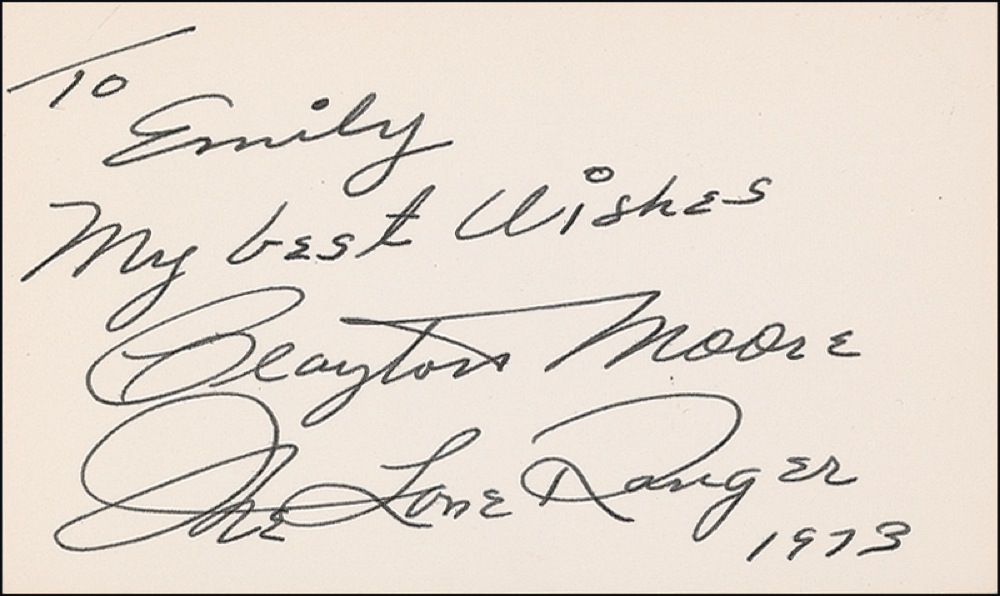 To
Emily
My best Wishes
Clayton Moore
The Lone Ranger
1973